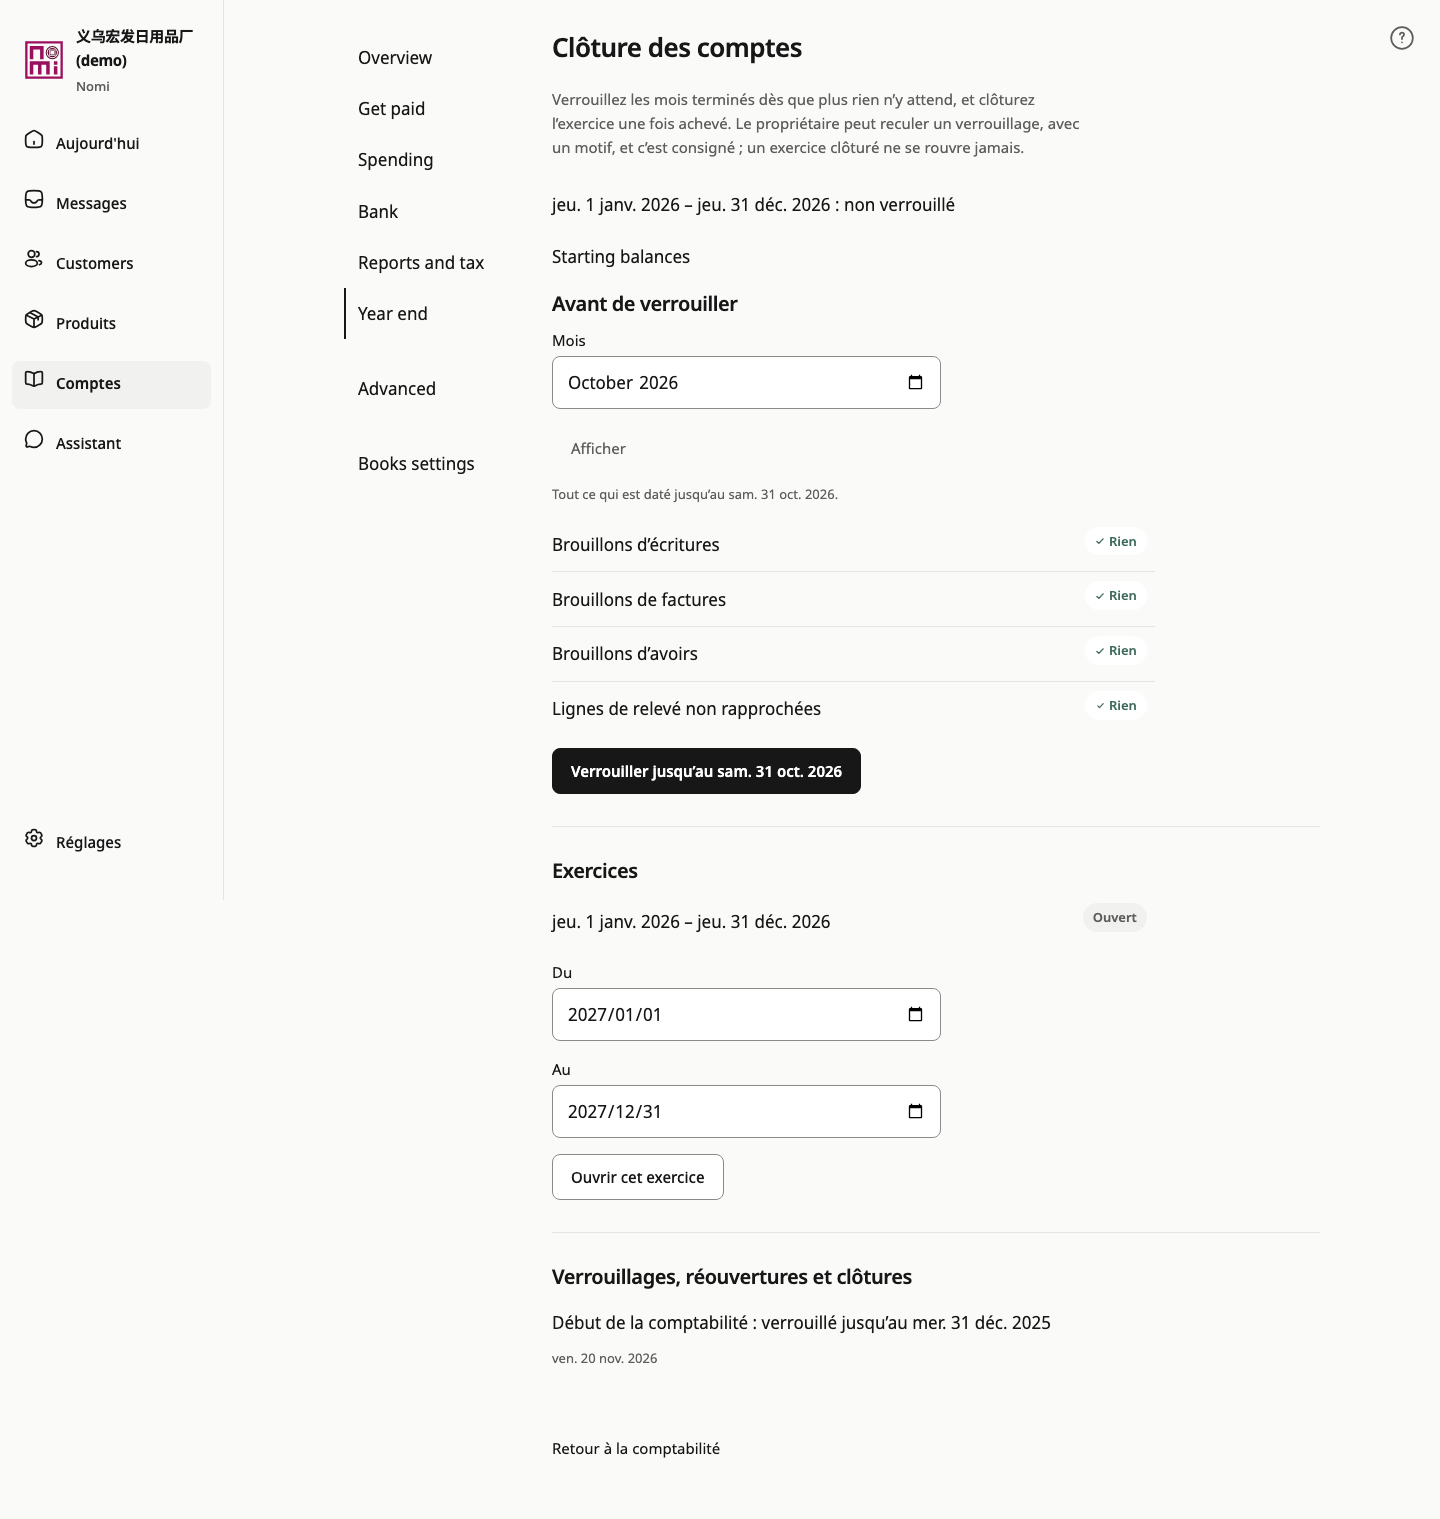 义乌宏发日用品厂
(demo)
Nomi
Aujourd'hui
Messages
Customers
Produits
Comptes
Assistant
Réglages
Overview
Get paid
Spending
Bank
Reports and tax
Year end
Advanced
Books settings
Clôture des comptes
Verrouillez les mois terminés dès que plus rien n’y attend, et clôturez
l’exercice une fois achevé. Le propriétaire peut reculer un verrouillage, avec
un motif, et c’est consigné ; un exercice clôturé ne se rouvre jamais.
jeu. 1 janv. 2026 – jeu. 31 déc. 2026 : non verrouillé
Starting balances
Avant de verrouiller
Mois
October 2026
Afficher
Tout ce qui est daté jusqu’au sam. 31 oct. 2026.
Brouillons d’écritures
Rien
Brouillons de factures
Rien
Brouillons d’avoirs
Rien
Lignes de relevé non rapprochées
Rien
Verrouiller jusqu’au sam. 31 oct. 2026
Exercices
jeu. 1 janv. 2026 – jeu. 31 déc. 2026
Ouvert
Du
2027/01/01
Au
2027/12/31
Ouvrir cet exercice
Verrouillages, réouvertures et clôtures
Début de la comptabilité : verrouillé jusqu’au mer. 31 déc. 2025
ven. 20 nov. 2026
Retour à la comptabilité